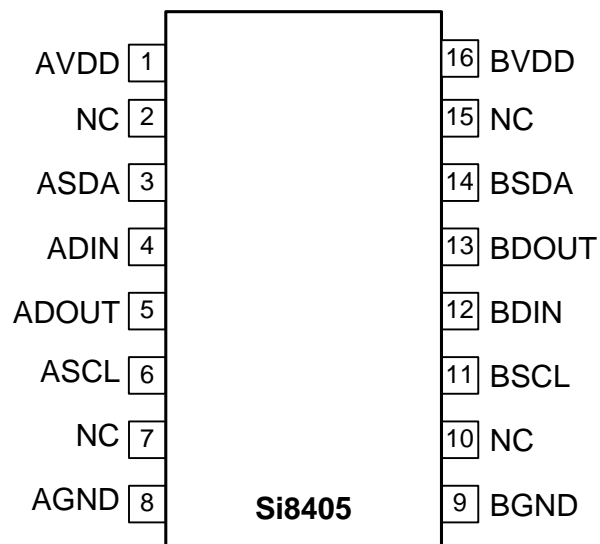 AVDD 1 16 BVDD
NC 2 15 NC
ASDA 3 14 BSDA
ADIN 4 13 BDOUT
ADOUT 5 12 BDIN
ASCL 6 11 BSCL
NC 7 10 NC
AGND 8 Si8405 9 BGND